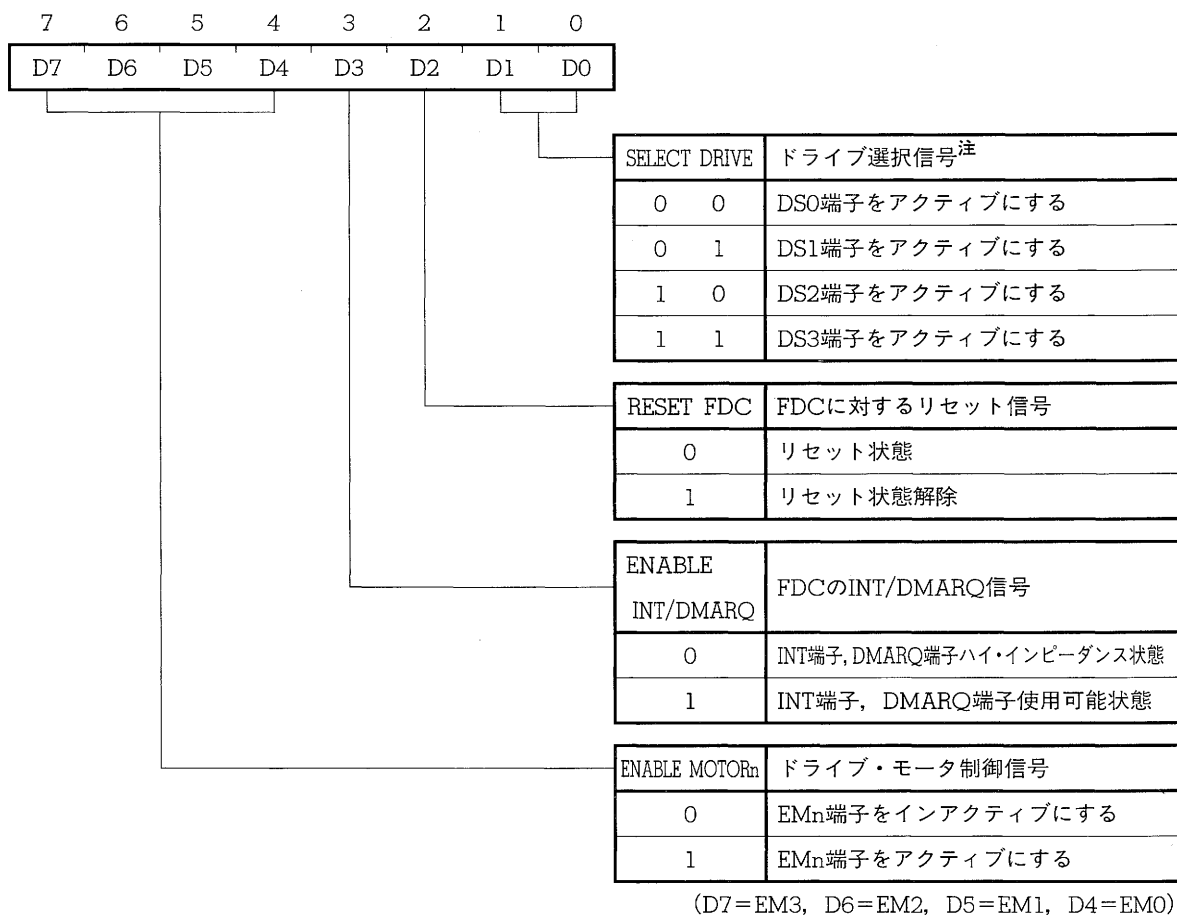 7 6 5 4 3 2 1 0
D7 D6 D5 D4 D3 D2 D1 D0
SELECT DRIVE ドライブ選択信号注
0 0 DS0端子をアクティブにする
0 1 DS1端子をアクティブにする
1 0 DS2端子をアクティブにする
1 1 DS3端子をアクティブにする
RESET FDC FDCに対するリセット信号
0 リセット状態
1 リセット状態解除
ENABLE
INT/DMARQ FDCのINT/DMARQ信号
0 INT端子,DMARQ端子ハイ・インピーダンス状態
1 INT端子，DMARQ端子使用可能状態
ENABLE MOTORn ドライブ・モータ制御信号
0 EMn端子をインアクティブにする
1 EMn端子をアクティブにする
(D7=EM3, D6=EM2, D5=EM1, D4=EM0)